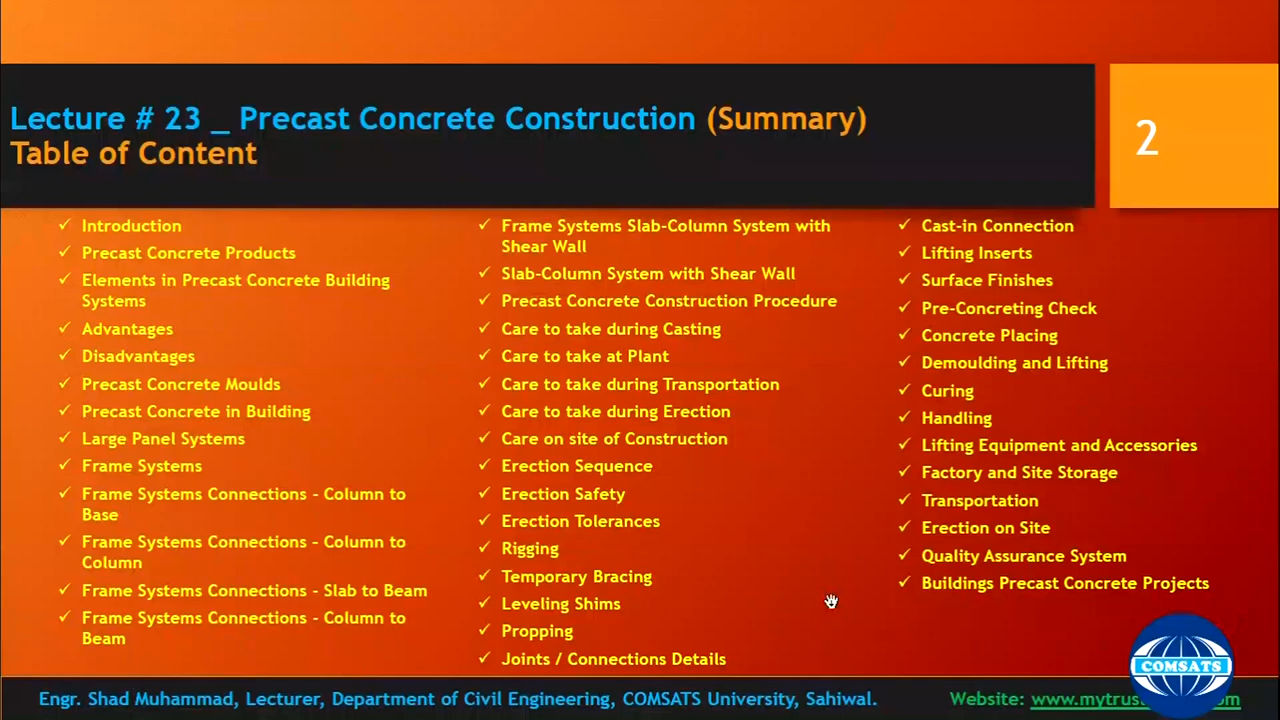 Lecture # 23 _ Precast Concrete Construction (Summary)
Table of Content
2
✓ Introduction
✓ Precast Concrete Products
✓ Elements in Precast Concrete Building
Systems
✓ Advantages
✓ Disadvantages
✓ Precast Concrete Moulds
✓ Precast Concrete in Building
✓ Large Panel Systems
✓ Frame Systems
✓ Frame Systems Connections - Column to
Base
✓ Frame Systems Connections - Column to
Column
✓ Frame Systems Connections - Slab to Beam
✓ Frame Systems Connections - Column to
Beam
✓ Frame Systems Slab-Column System with
Shear Wall
✓ Slab-Column System with Shear Wall
✓ Precast Concrete Construction Procedure
✓ Care to take during Casting
✓ Care to take at Plant
✓ Care to take during Transportation
✓ Care to take during Erection
✓ Care on site of Construction
✓ Erection Sequence
✓ Erection Safety
✓ Erection Tolerances
✓ Rigging
✓ Temporary Bracing
✓ Leveling Shims
✓ Propping
✓ Joints / Connections Details
✓ Cast-in Connection
✓ Lifting Inserts
✓ Surface Finishes
✓ Pre-Concreting Check
✓ Concrete Placing
✓ Demoulding and Lifting
✓ Curing
✓ Handling
✓ Lifting Equipment and Accessories
✓ Factory and Site Storage
✓ Transportation
✓ Erection on Site
✓ Quality Assurance System
✓ Buildings Precast Concrete Projects
COMSATS
Engr. Shad Muhammad, Lecturer, Department of Civil Engineering, COMSATS University, Sahiwal.
Website: